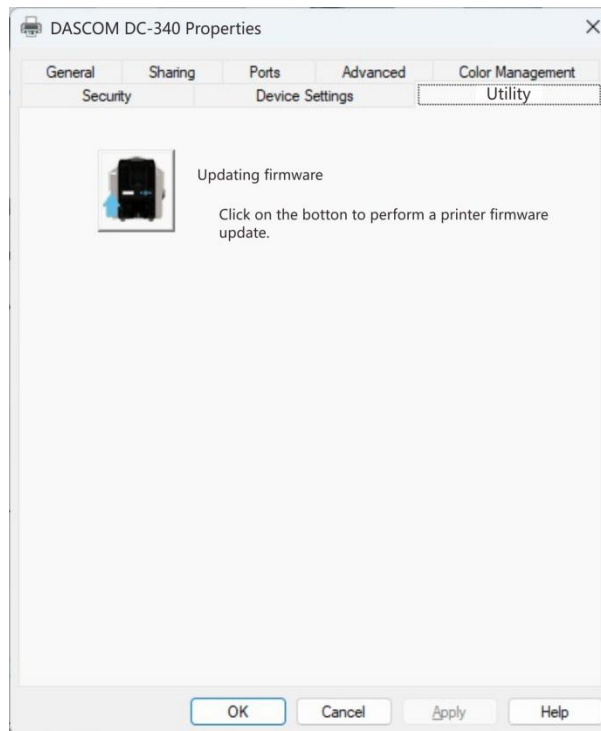 DASCOM DC-340 Properties
General Sharing Ports Advanced Color Management
Security Device Settings Utility
Updating firmware
Click on the botton to perform a printer firmware
update.
OK Cancel Apply Help